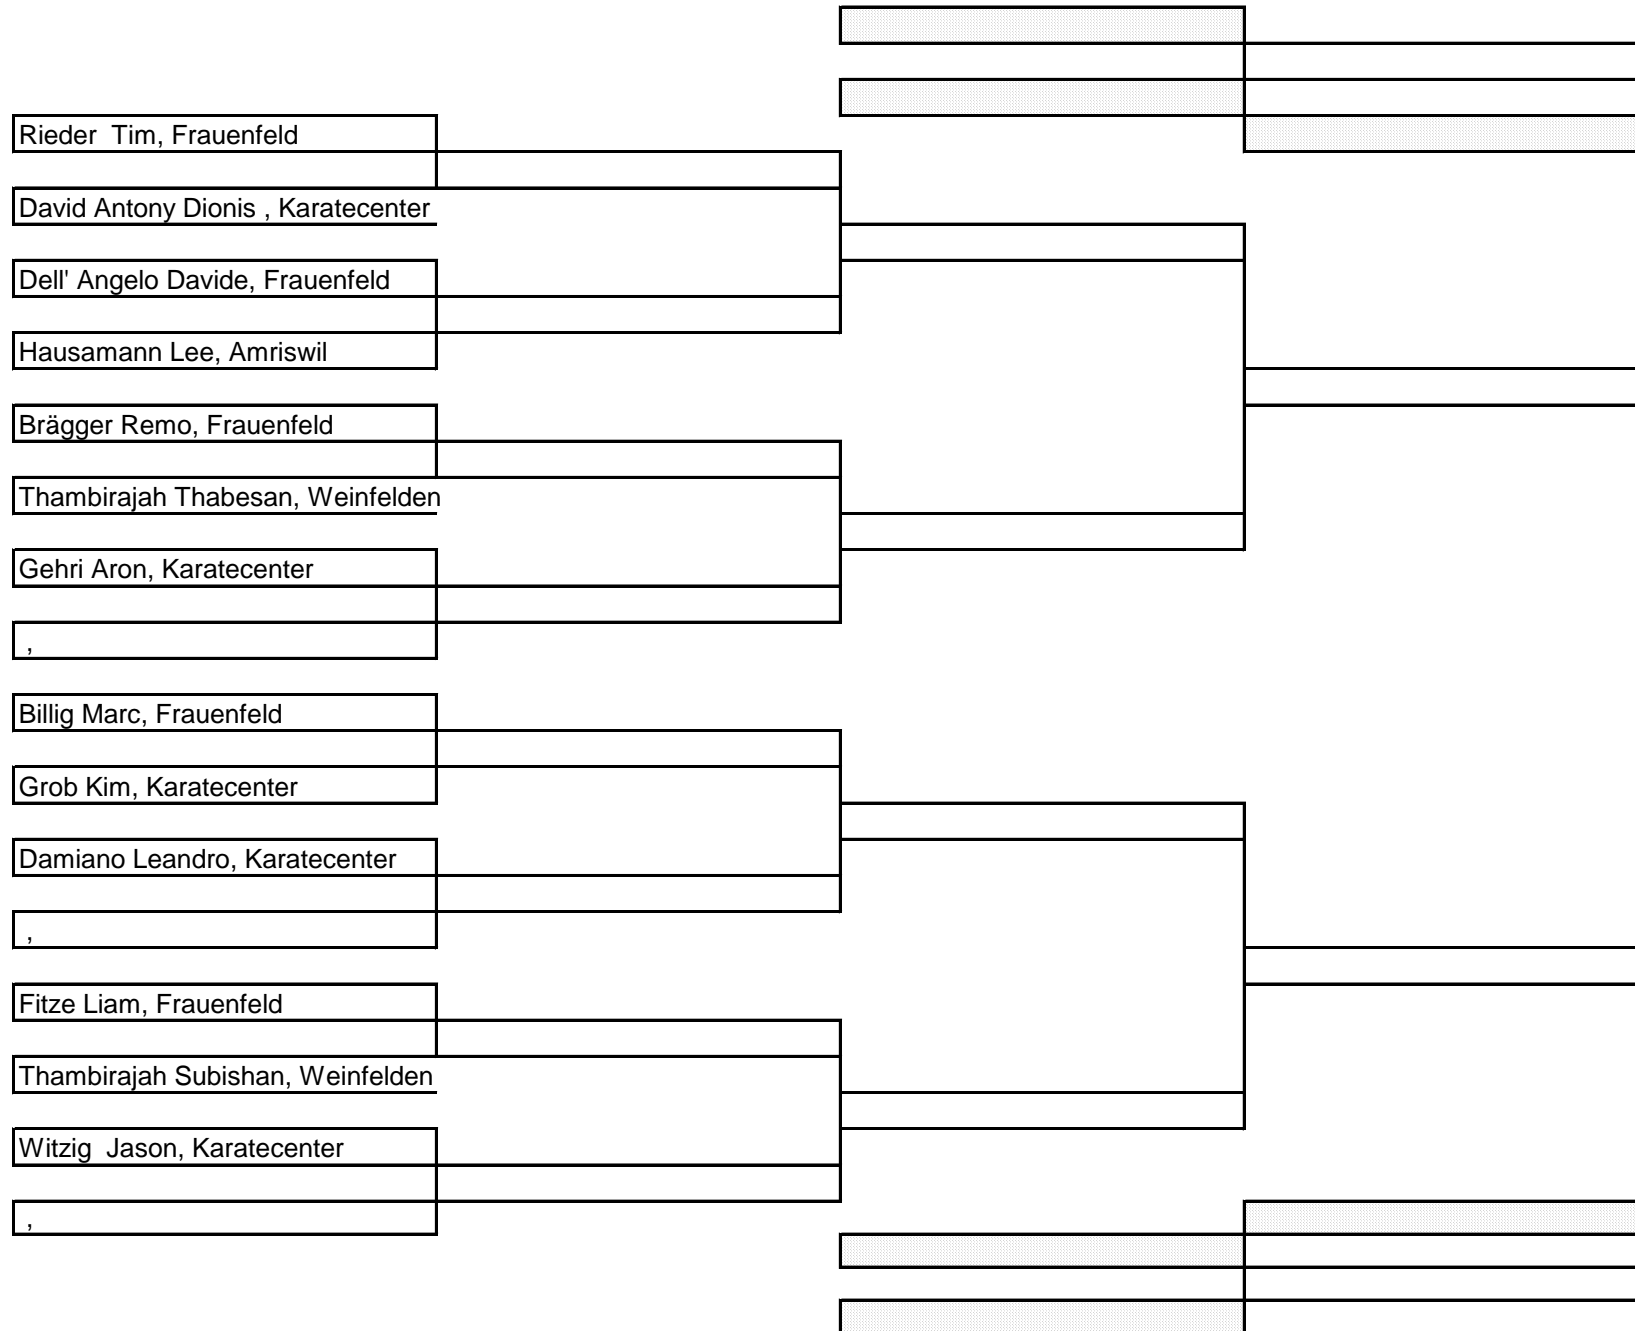 Rieder  Tim, Frauenfeld
David Antony Dionis , Karatecenter
Dell' Angelo Davide, Frauenfeld
Hausamann Lee, Amriswil
Brägger Remo, Frauenfeld
Thambirajah Thabesan, Weinfelden
Gehri Aron, Karatecenter
,
Billig Marc, Frauenfeld
Grob Kim, Karatecenter
Damiano Leandro, Karatecenter
,
Fitze Liam, Frauenfeld
Thambirajah Subishan, Weinfelden
Witzig  Jason, Karatecenter
,